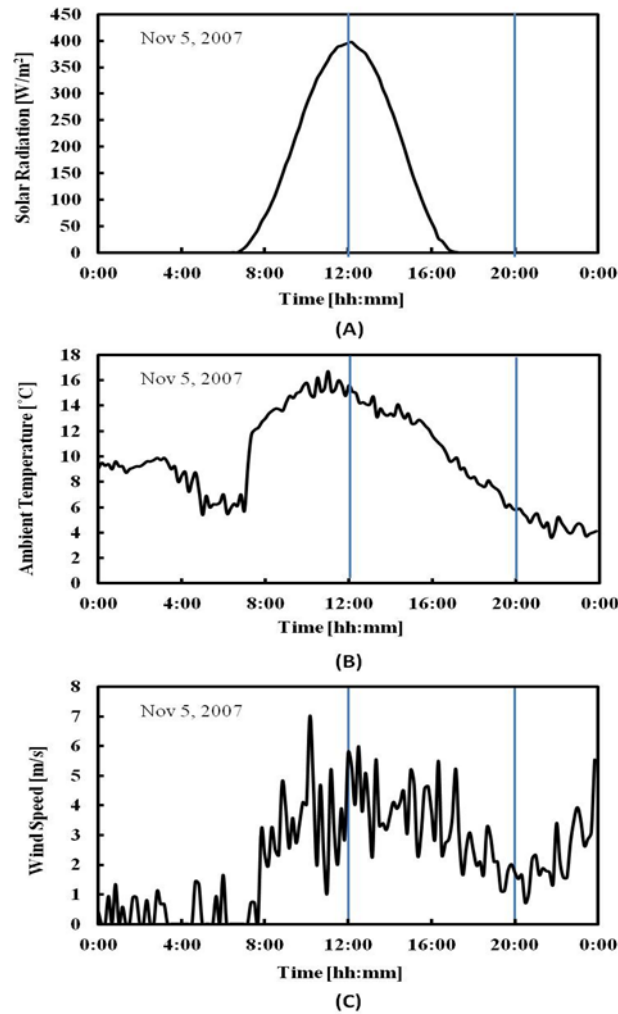 Solar Radiation [W/m²]
450
400
350
300
250
200
150
100
50
0
Nov 5, 2007
0:00 4:00 8:00 12:00 16:00 20:00 0:00
Time [hh:mm]
(A)
Ambient Temperature [˚C]
18
16
14
12
10
8
6
4
2
0
Nov 5, 2007
0:00 4:00 8:00 12:00 16:00 20:00 0:00
Time [hh:mm]
(B)
Wind Speed [m/s]
8
7
6
5
4
3
2
1
0
Nov 5, 2007
0:00 4:00 8:00 12:00 16:00 20:00 0:00
Time [hh:mm]
(C)